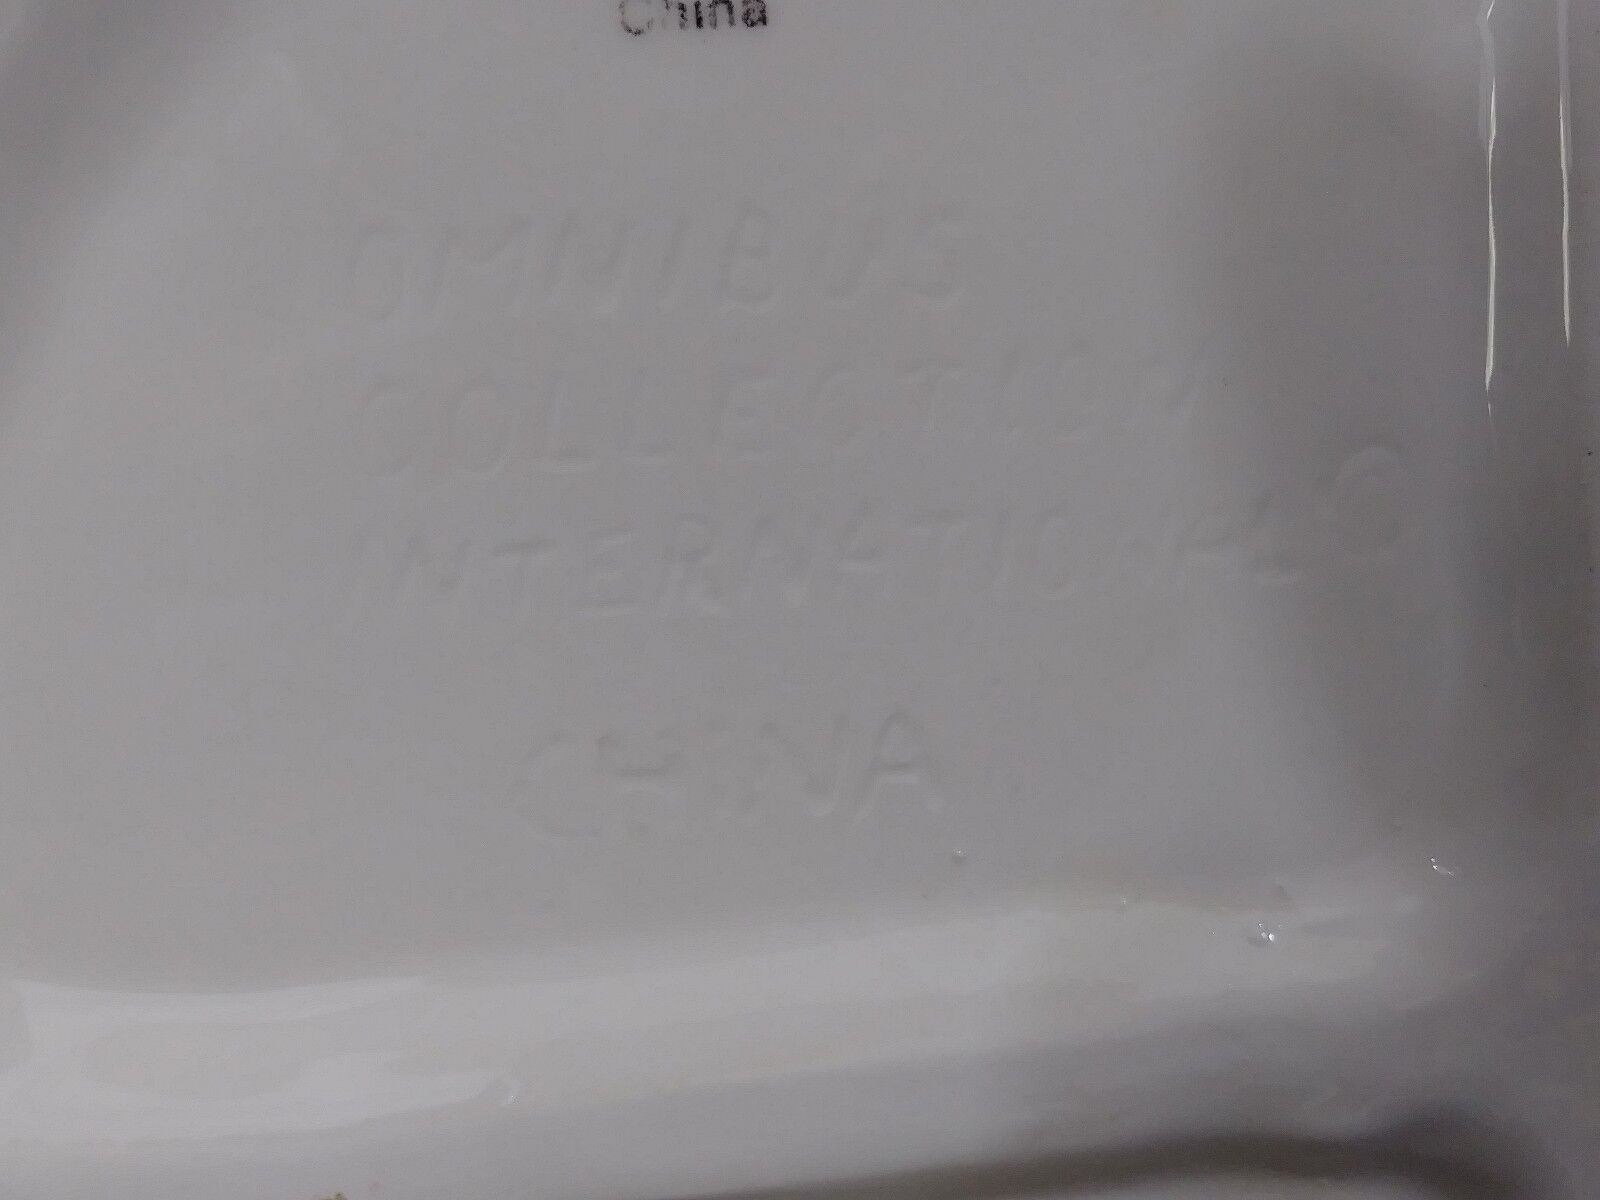 China
OMNIBUS
COLLECTION
INTERNATIONAL ©
CHINA